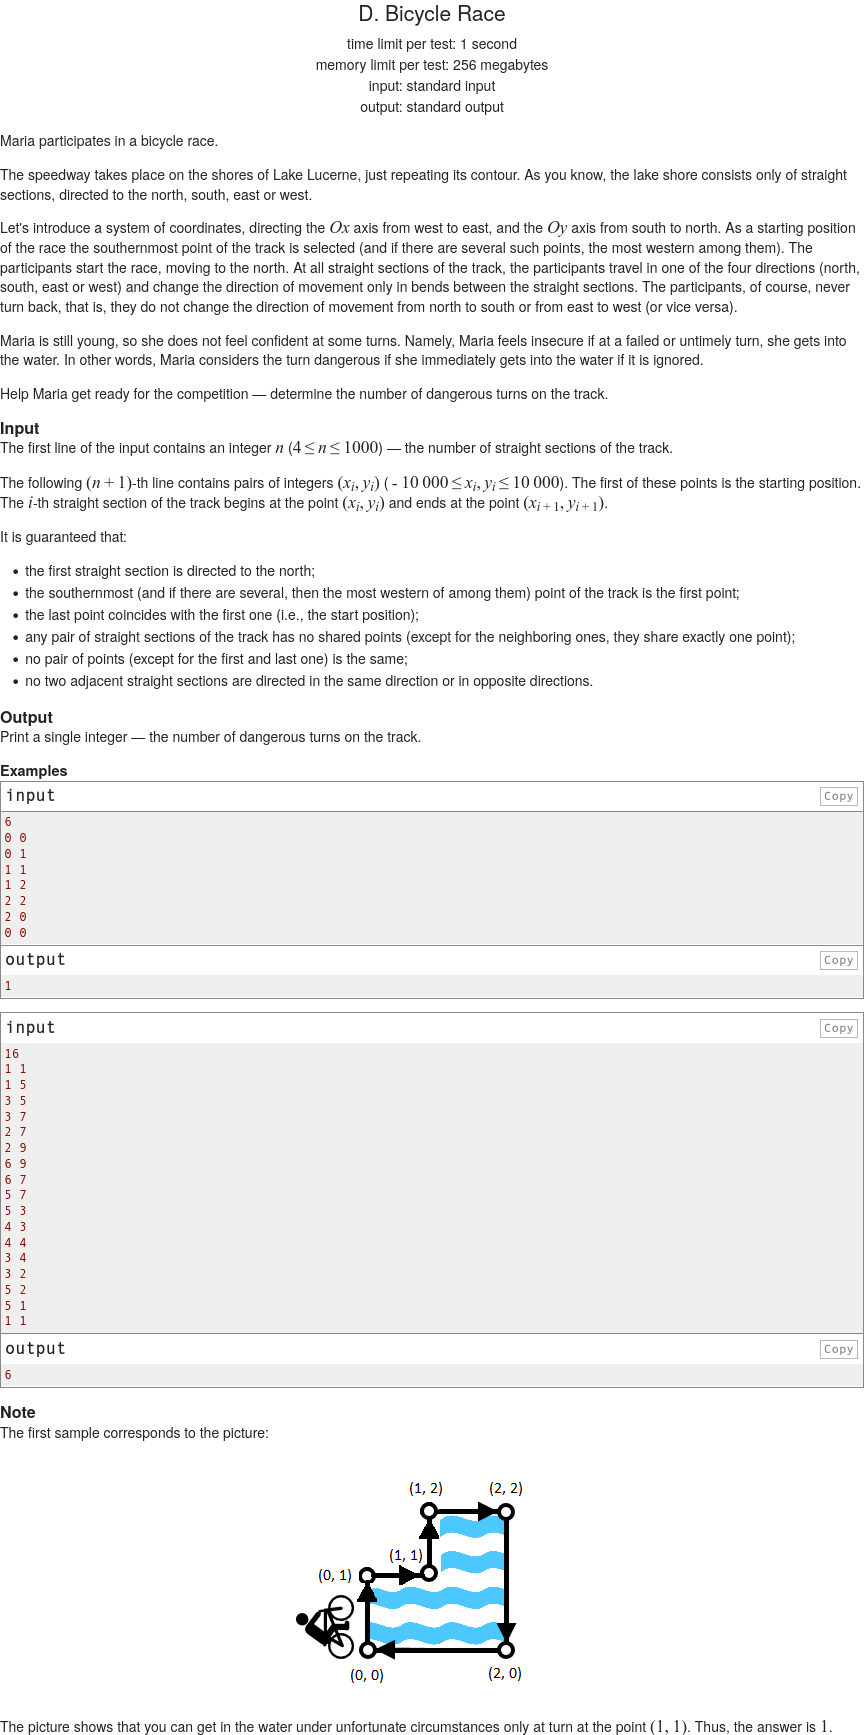 D. Bicycle Race
time limit per test: 1 second
memory limit per test: 256 megabytes
input: standard input
output: standard output
Maria participates in a bicycle race.
The speedway takes place on the shores of Lake Lucerne, just repeating its contour. As you know, the lake shore consists only of straight
sections, directed to the north, south, east or west.
Let's introduce a system of coordinates, directing the Ox axis from west to east, and the Oy axis from south to north. As a starting position
of the race the southernmost point of the track is selected (and if there are several such points, the most western among them). The
participants start the race, moving to the north. At all straight sections of the track, the participants travel in one of the four directions (north,
south, east or west) and change the direction of movement only in bends between the straight sections. The participants, of course, never
turn back, that is, they do not change the direction of movement from north to south or from east to west (or vice versa).
Maria is still young, so she does not feel confident at some turns. Namely, Maria feels insecure if at a failed or untimely turn, she gets into
the water. In other words, Maria considers the turn dangerous if she immediately gets into the water if it is ignored.
Help Maria get ready for the competition — determine the number of dangerous turns on the track.
Input
The first line of the input contains an integer n (4 ≤ n ≤ 1000) — the number of straight sections of the track.
The following (n + 1)-th line contains pairs of integers (xᵢ, yᵢ) ( - 10 000 ≤ xᵢ, yᵢ ≤ 10 000). The first of these points is the starting position.
The i-th straight section of the track begins at the point (xᵢ, yᵢ) and ends at the point (xᵢ₊₁, yᵢ₊₁).
It is guaranteed that:
• the first straight section is directed to the north;
• the southernmost (and if there are several, then the most western of among them) point of the track is the first point;
• the last point coincides with the first one (i.e., the start position);
• any pair of straight sections of the track has no shared points (except for the neighboring ones, they share exactly one point);
• no pair of points (except for the first and last one) is the same;
• no two adjacent straight sections are directed in the same direction or in opposite directions.
Output
Print a single integer — the number of dangerous turns on the track.
Examples
input
Copy
6
0 0
0 1
1 1
1 2
2 2
2 0
0 0
output
Copy
1
input
Copy
16
1 1
1 5
3 5
3 7
2 7
2 9
6 9
6 7
5 7
5 3
4 3
4 4
3 4
3 2
5 2
5 1
1 1
output
Copy
6
Note
The first sample corresponds to the picture:
(1, 2) (2, 2)
(1, 1)
(0, 1)
(0, 0) (2, 0)
The picture shows that you can get in the water under unfortunate circumstances only at turn at the point (1, 1). Thus, the answer is 1.